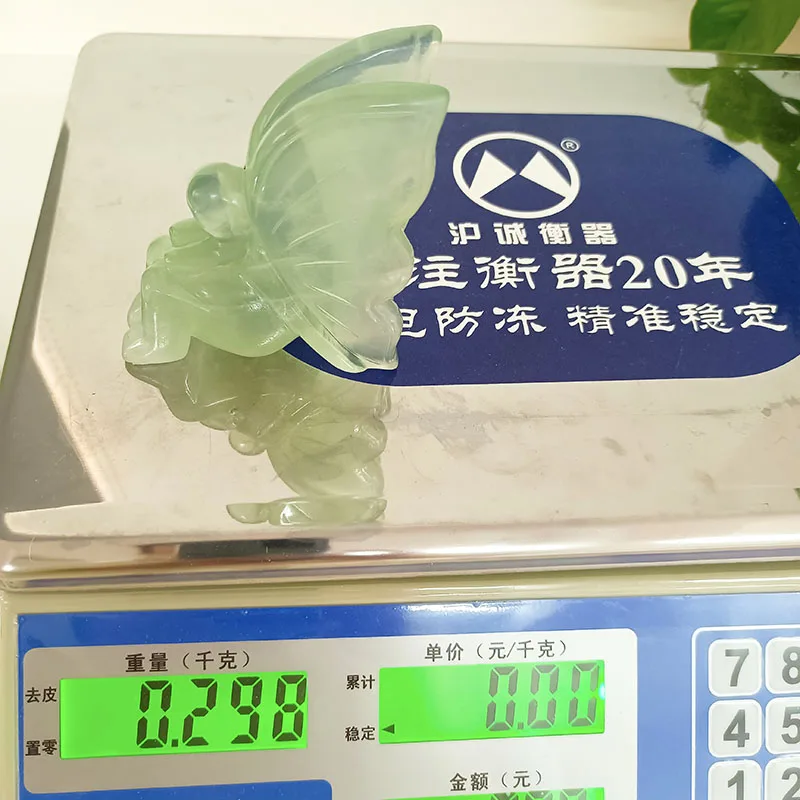 ®
沪诚衡器
注衡器20年
防冻 精准稳定
重量（千克）
单价（元/千克）
去皮
0.298
置零
累计
0.00
稳定
金额（元）
7 8
4 5
1 2